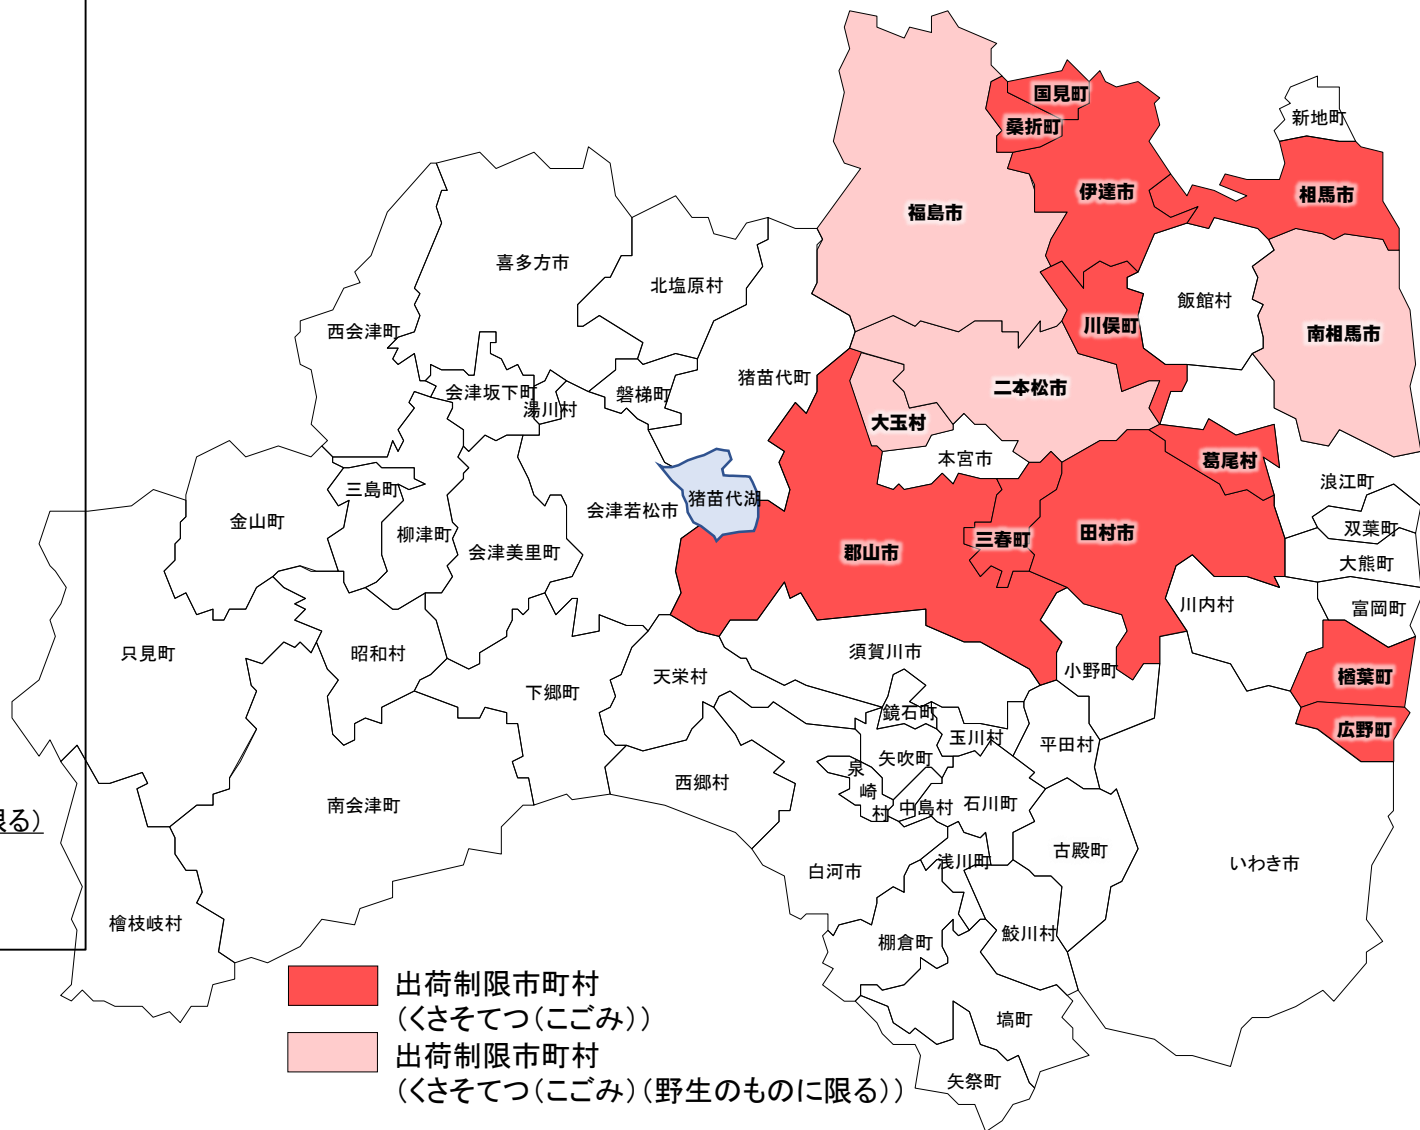 国見町
桑折町
新地町
伊達市
相馬市
福島市
喜多方市
北塩原村
飯館村
西会津町
川俣町
南相馬市
猪苗代町
二本松市
会津坂下町
湯川村
磐梯町
大玉村
本宮市
葛尾村
浪江町
三島町
猪苗代湖
会津若松市
金山町
柳津町
双葉町
会津美里町
郡山市
三春町
田村市
大熊町
川内村
富岡町
只見町
昭和村
須賀川市
小野町
天栄村
楢葉町
下郷町
鏡石町
広野町
玉川村
平田村
矢吹町
泉
崎
村
西郷村
南会津町
中島村
石川町
限る)
古殿町
いわき市
浅川町
白河市
檜枝岐村
棚倉町
鮫川村
出荷制限市町村
(くさそてつ(こごみ))
塙町
出荷制限市町村
(くさそてつ(こごみ)(野生のものに限る))
矢祭町